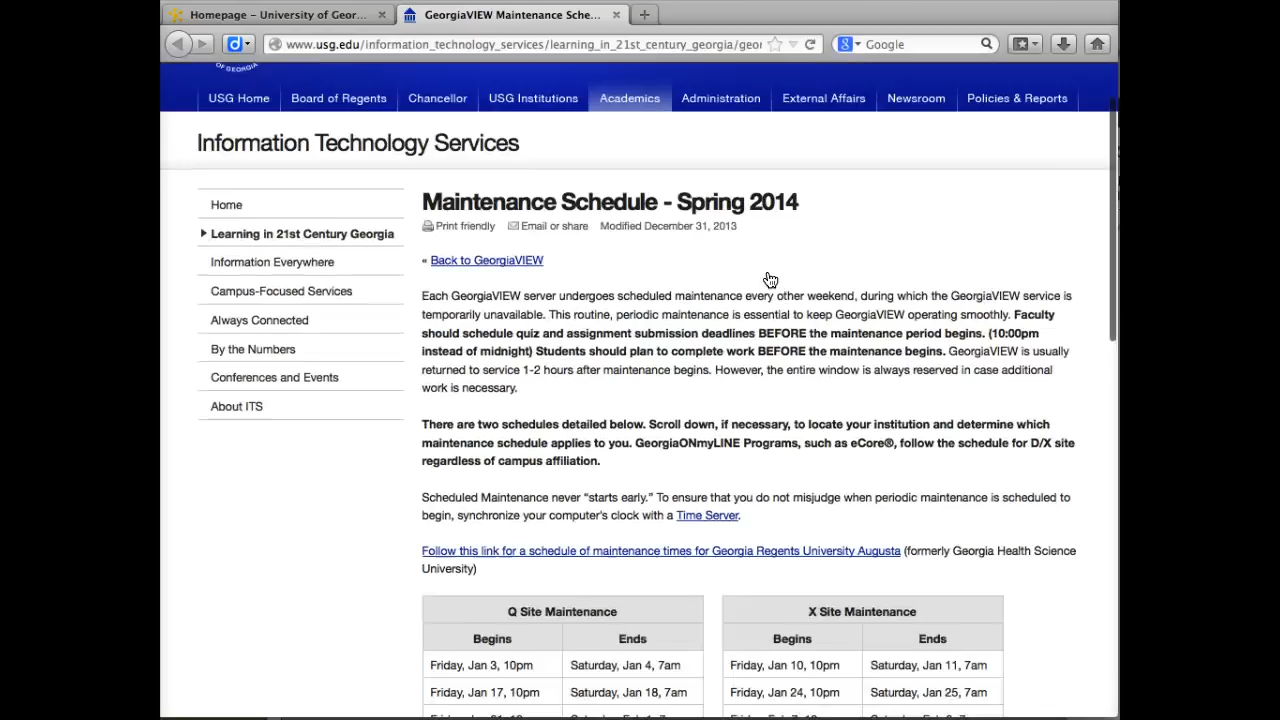 Homepage – University of Geor...
GeorgiaVIEW Maintenance Sche...
www.usg.edu/information_technology_services/learning_in_21st_century_georgia/geor
Google
OF GEORGIA
USG Home
Board of Regents
Chancellor
USG Institutions
Academics
Administration
External Affairs
Newsroom
Policies & Reports
Information Technology Services
Home
Learning in 21st Century Georgia
Information Everywhere
Campus-Focused Services
Always Connected
By the Numbers
Conferences and Events
About ITS
Maintenance Schedule - Spring 2014
Print friendly Email or share Modified December 31, 2013
« Back to GeorgiaVIEW
Each GeorgiaVIEW server undergoes scheduled maintenance every other weekend, during which the GeorgiaVIEW service is
temporarily unavailable. This routine, periodic maintenance is essential to keep GeorgiaVIEW operating smoothly. Faculty
should schedule quiz and assignment submission deadlines BEFORE the maintenance period begins. (10:00pm
instead of midnight) Students should plan to complete work BEFORE the maintenance begins. GeorgiaVIEW is usually
returned to service 1-2 hours after maintenance begins. However, the entire window is always reserved in case additional
work is necessary.
There are two schedules detailed below. Scroll down, if necessary, to locate your institution and determine which
maintenance schedule applies to you. GeorgiaONmyLINE Programs, such as eCore®, follow the schedule for D/X site
regardless of campus affiliation.
Scheduled Maintenance never “starts early.” To ensure that you do not misjudge when periodic maintenance is scheduled to
begin, synchronize your computer's clock with a Time Server.
Follow this link for a schedule of maintenance times for Georgia Regents University Augusta (formerly Georgia Health Science
University)
Q Site Maintenance
Begins Ends
Friday, Jan 3, 10pm Saturday, Jan 4, 7am
Friday, Jan 17, 10pm Saturday, Jan 18, 7am
X Site Maintenance
Begins Ends
Friday, Jan 10, 10pm Saturday, Jan 11, 7am
Friday, Jan 24, 10pm Saturday, Jan 25, 7am